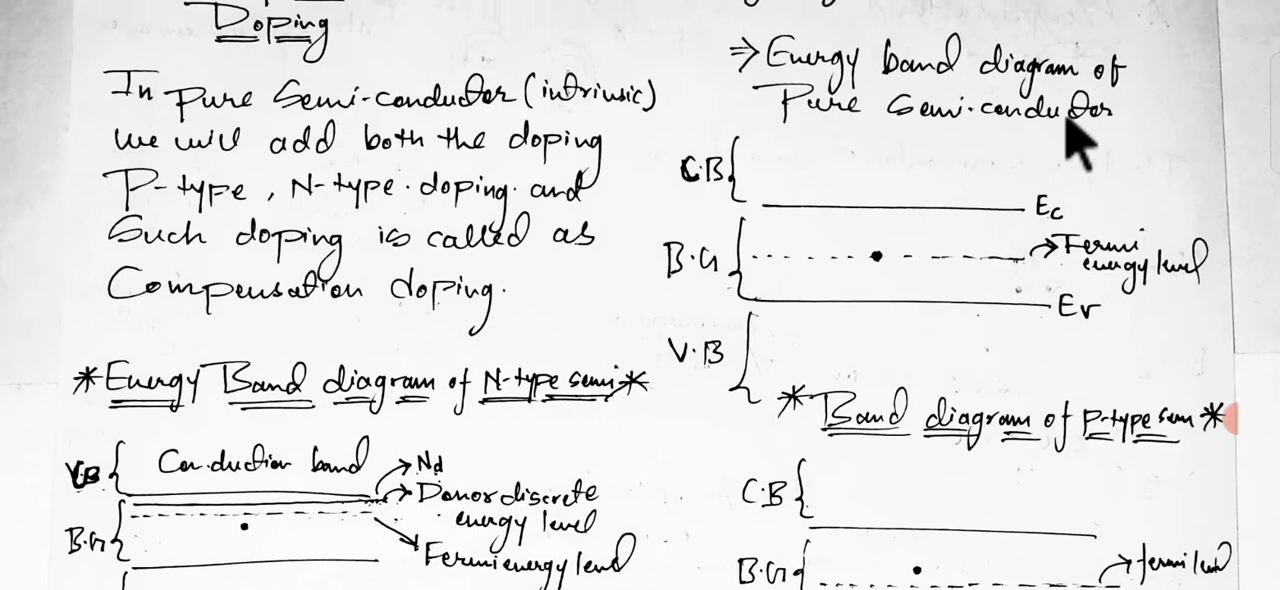 Doping
In Pure Semi-conductor (intrinsic)
we will add both the doping
P-type, N-type. doping. and
Such doping is called as
Compensation doping.
*Energy Band diagram of N-type semi*
Conduction band
Nd
Donor discrete
energy level
B.G
Fermi energy level
⇒ Energy band diagram of
Pure Semi-conductor
C.B
Ec
B.G
Fermi
energy level
Ev
V.B
*Band diagram of P-type sem*
C.B
B.G
fermi level